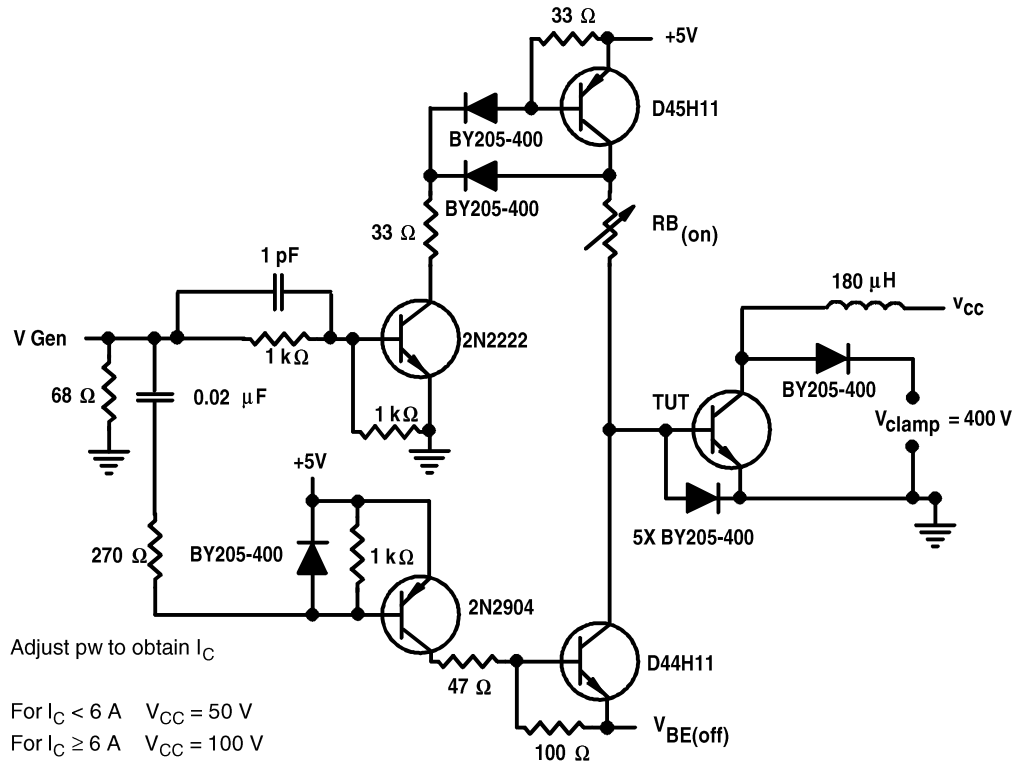 33 Ω
+5V
D45H11
BY205-400
BY205-400
33 Ω
RB(on)
1 pF
180 μH
VCC
V Gen
1 kΩ
2N2222
BY205-400
68 Ω
0.02 μF
1 kΩ
TUT
Vclamp = 400 V
+5V
5X BY205-400
270 Ω
BY205-400
1 kΩ
2N2904
Adjust pw to obtain IC
47 Ω
D44H11
For IC < 6 A VCC = 50 V
VBE(off)
For IC ≥ 6 A VCC = 100 V
100 Ω